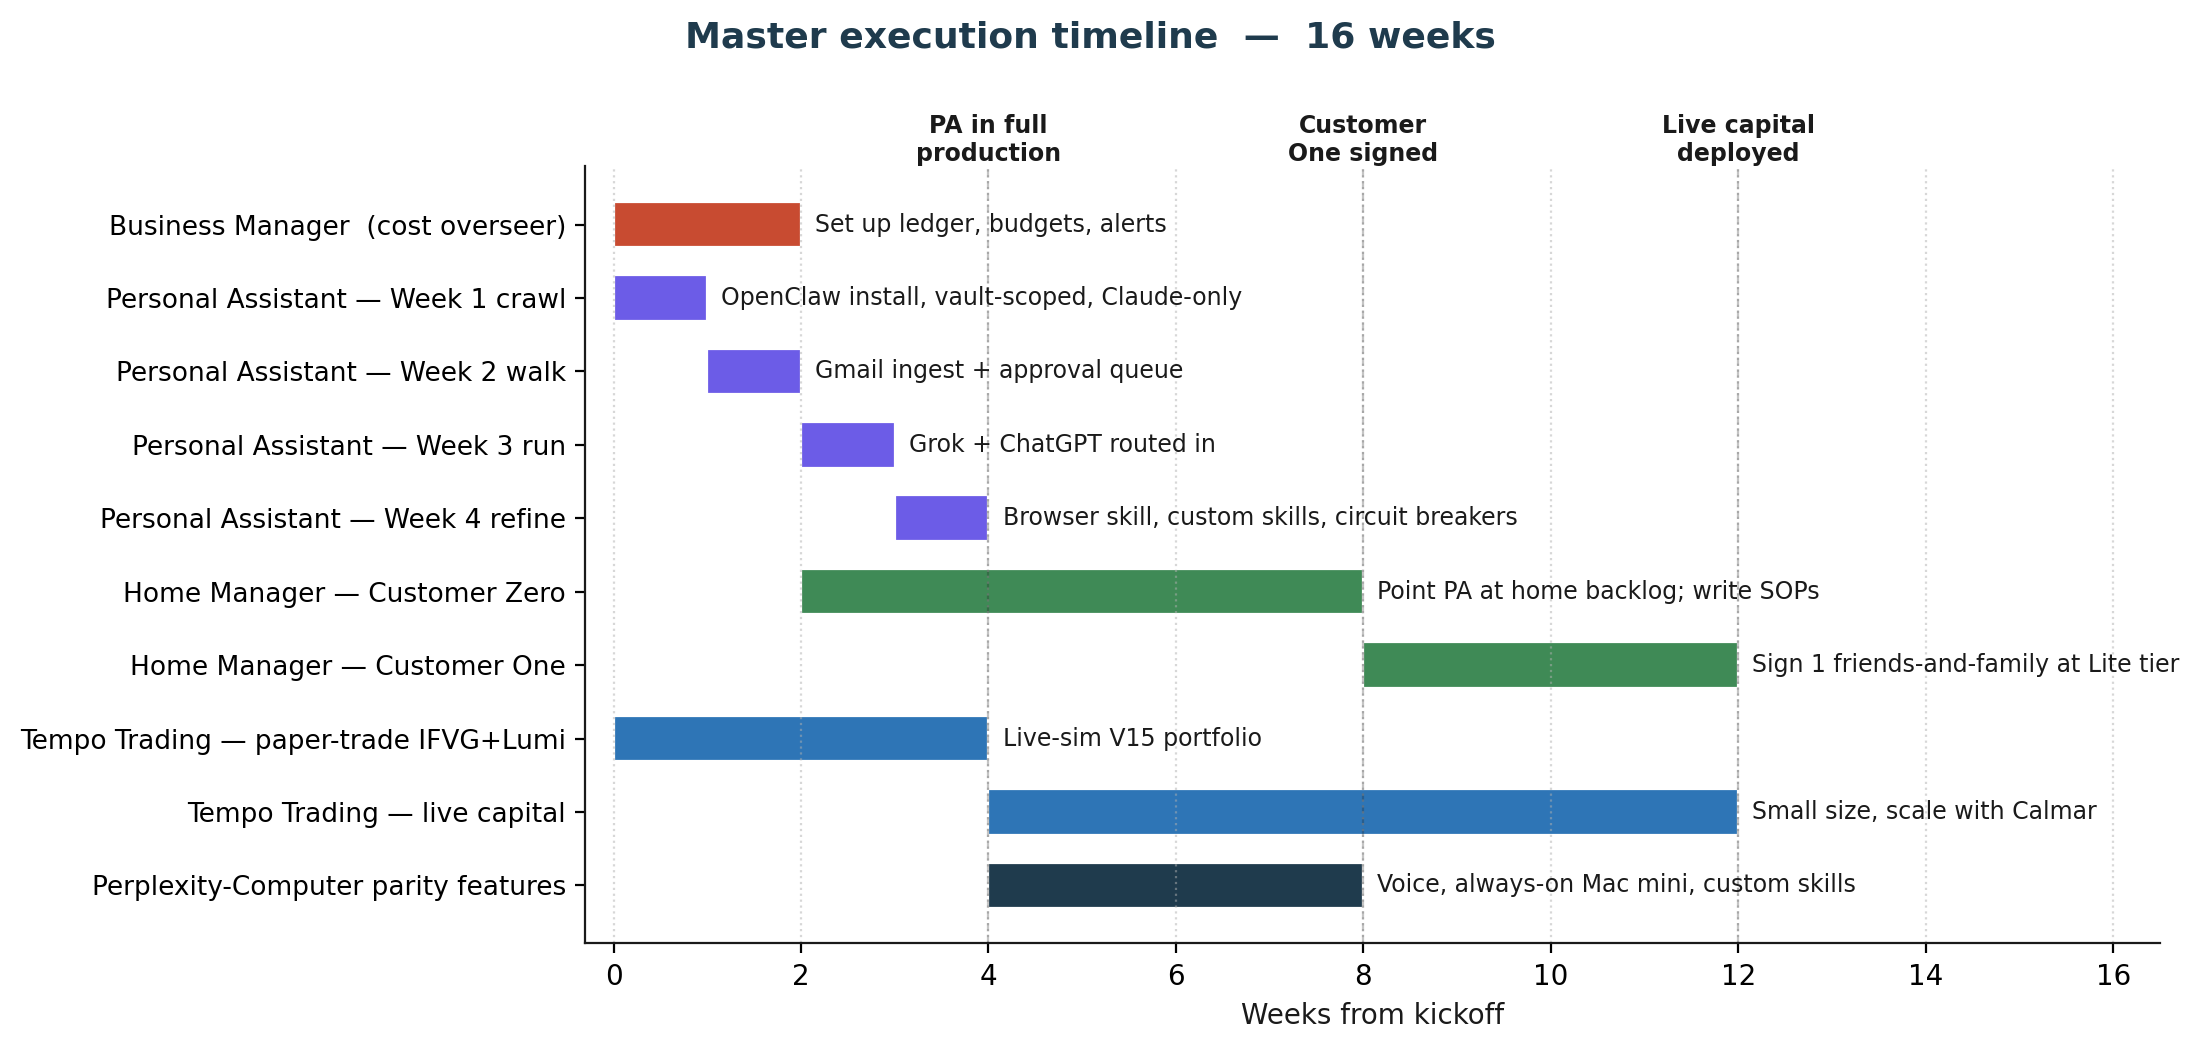 Master execution timeline — 16 weeks
PA in full
production
Customer
One signed
Live capital
deployed
Business Manager (cost overseer)
Set up ledger, budgets, alerts
Personal Assistant — Week 1 crawl
OpenClaw install, vault-scoped, Claude-only
Personal Assistant — Week 2 walk
Gmail ingest + approval queue
Personal Assistant — Week 3 run
Grok + ChatGPT routed in
Personal Assistant — Week 4 refine
Browser skill, custom skills, circuit breakers
Home Manager — Customer Zero
Point PA at home backlog; write SOPs
Home Manager — Customer One
Sign 1 friends-and-family at Lite tier
Tempo Trading — paper-trade IFVG+Lumi
Live-sim V15 portfolio
Tempo Trading — live capital
Small size, scale with Calmar
Perplexity-Computer parity features
Voice, always-on Mac mini, custom skills
0 2 4 6 8 10 12 14 16
Weeks from kickoff